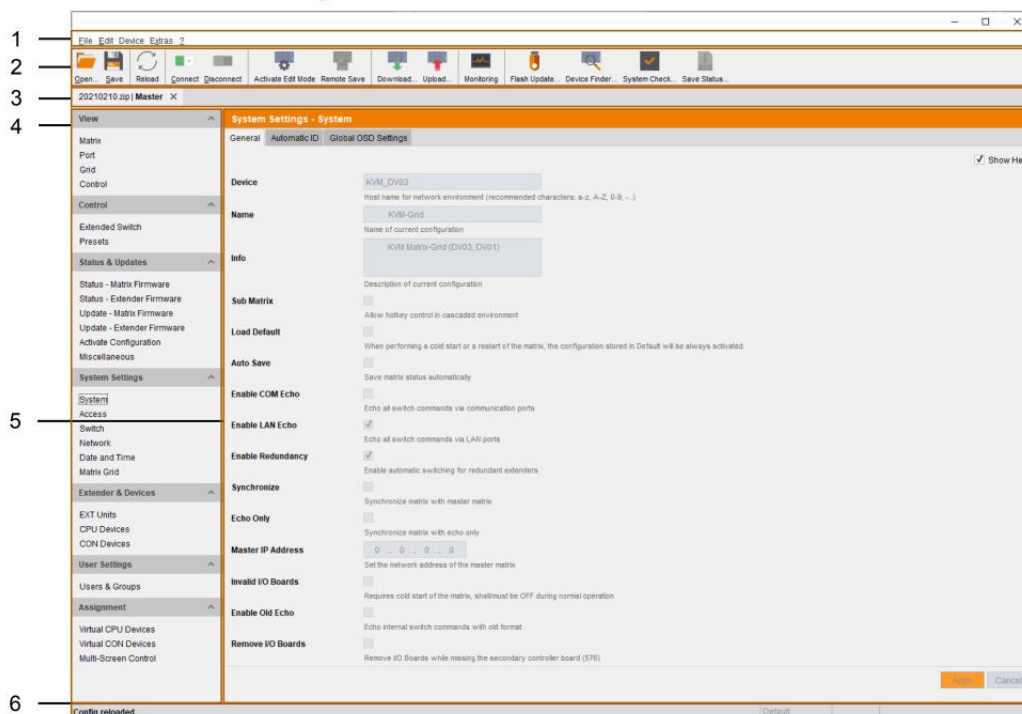 1
File Edit Device Extras ?
2
Open... Save Reload Connect Disconnect Activate Edit Mode Remote Save Download... Upload... Monitoring Flash Update... Device Finder... System Check... Save Status...
3
20210210.zip | Master ×
4
View
Matrix
Port
Grid
Control
Control
Extended Switch
Presets
Status & Updates
Status - Matrix Firmware
Status - Extender Firmware
Update - Matrix Firmware
Update - Extender Firmware
Activate Configuration
Miscellaneous
System Settings
System
Access
5
Switch
Network
Date and Time
Matrix Grid
Extender & Devices
EXT Units
CPU Devices
CON Devices
User Settings
Users & Groups
Assignment
Virtual CPU Devices
Virtual CON Devices
Multi-Screen Control
System Settings - System
General Automatic ID Global OSD Settings
Show He
Device KVM_DV03
Host name for network environment (recommended characters: a-z, A-Z, 0-9, - .)
Name KVM-Grid
Name of current configuration
Info KVM Matrix-Grid (DV03, DV01)
Description of current configuration
Sub Matrix
Allow hotkey control in cascaded environment
Load Default
When performing a cold start or a restart of the matrix, the configuration stored in Default will be always activated
Auto Save
Save matrix status automatically
Enable COM Echo
Echo all switch commands via communication ports
Enable LAN Echo
Echo all switch commands via LAN ports
Enable Redundancy
Enable automatic switching for redundant extenders
Synchronize
Synchronize matrix with master matrix
Echo Only
Synchronize matrix with echo only
Master IP Address 0 . 0 . 0 . 0
Set the network address of the master matrix
Invalid I/O Boards
Requires cold start of the matrix, shall/must be OFF during normal operation
Enable Old Echo
Echo internal switch commands with old format
Remove I/O Boards
Remove I/O Boards while missing the secondary controller board (576)
Apply Cancel
6
Config reloaded Default